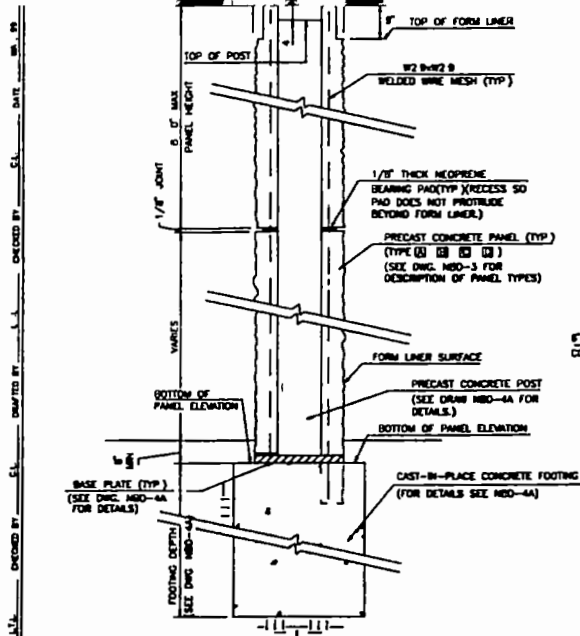 9"
TOP OF FORM LINER
TOP OF POST
4
W2.9xW2.9
WELDED WIRE MESH (TYP)
6' 0" MAX
PANEL HEIGHT
1/8" JOINT
1/8" THICK NEOPRENE
BEARING PAD(TYP)(RECESS SO
PAD DOES NOT PROTRUDE
BEYOND FORM LINER.)
PRECAST CONCRETE PANEL (TYP)
(TYPE A B C D)
(SEE DWG. NBD-3 FOR
DESCRIPTION OF PANEL TYPES)
VARIES
FORM LINER SURFACE
BOTTOM OF
PANEL ELEVATION
PRECAST CONCRETE POST
(SEE DRAW NBD-4A FOR
DETAILS.)
BOTTOM OF PANEL ELEVATION
MIN
BASE PLATE (TYP)
(SEE DWG. NBD-4A
FOR DETAILS)
CAST-IN-PLACE CONCRETE FOOTING
(FOR DETAILS SEE NBD-4A)
FOOTING DEPTH
(SEE DWG NBD-4A)
DATE
CHECKED BY C.L.
DRAFTED BY
CHECKED BY C.L.